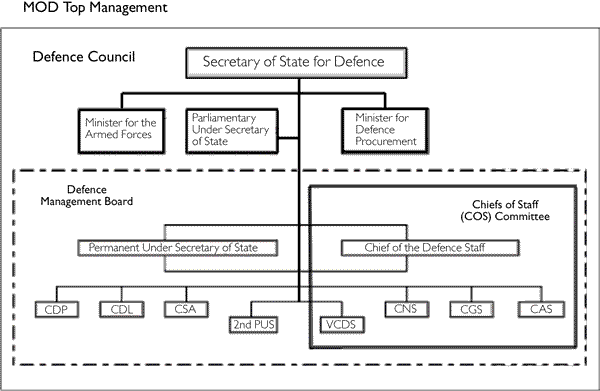 MOD Top Management
Defence Council
Secretary of State for Defence
Minister for the
Armed Forces
Parliamentary
Under Secretary
of State
Minister for
Defence
Procurement
Defence
Management Board
Chiefs of Staff
(COS) Committee
Permanent Under Secretary of State
Chief of the Defence Staff
CDP
CDL
CSA
2nd PUS
VCDS
CNS
CGS
CAS